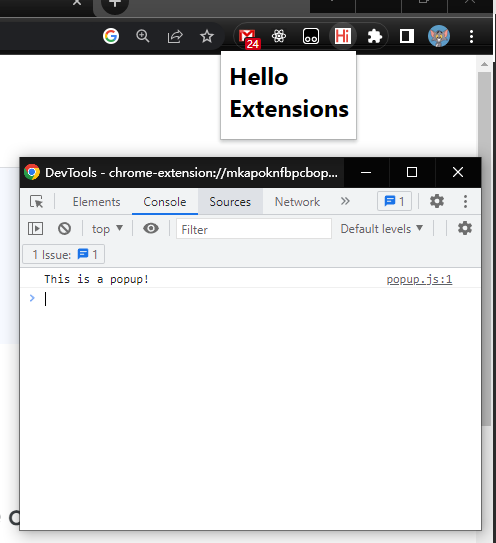 24
Hi
Hello
Extensions
DevTools - chrome-extension://mkapoknfbpcbop...
Elements
Console
Sources
Network
1
top
Filter
Default levels
1 Issue: 1
This is a popup! popup.js:1